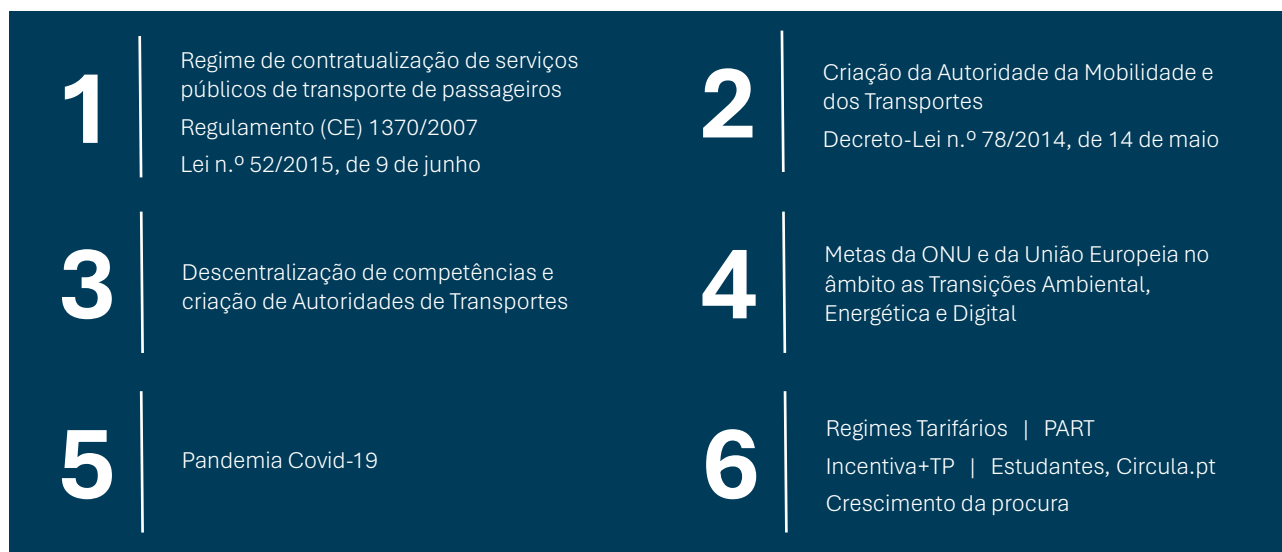 1
Regime de contratualização de serviços
públicos de transporte de passageiros
Regulamento (CE) 1370/2007
Lei n.º 52/2015, de 9 de junho
2
Criação da Autoridade da Mobilidade e
dos Transportes
Decreto-Lei n.º 78/2014, de 14 de maio
3
Descentralização de competências e
criação de Autoridades de Transportes
4
Metas da ONU e da União Europeia no
âmbito as Transições Ambiental,
Energética e Digital
5
Pandemia Covid-19
6
Regimes Tarifários | PART
Incentiva+TP | Estudantes, Circula.pt
Crescimento da procura